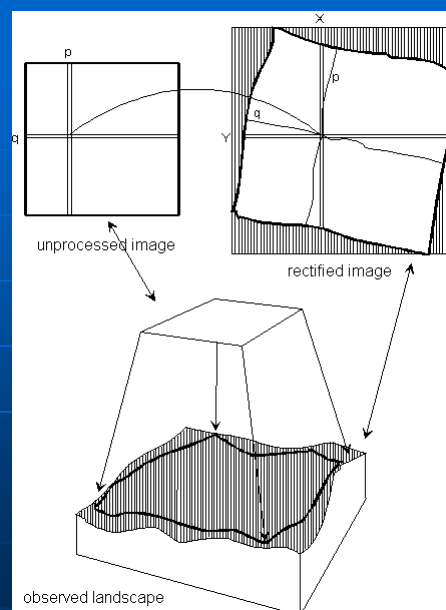 p
X
p
q
q
Y
unprocessed image
rectified image
observed landscape